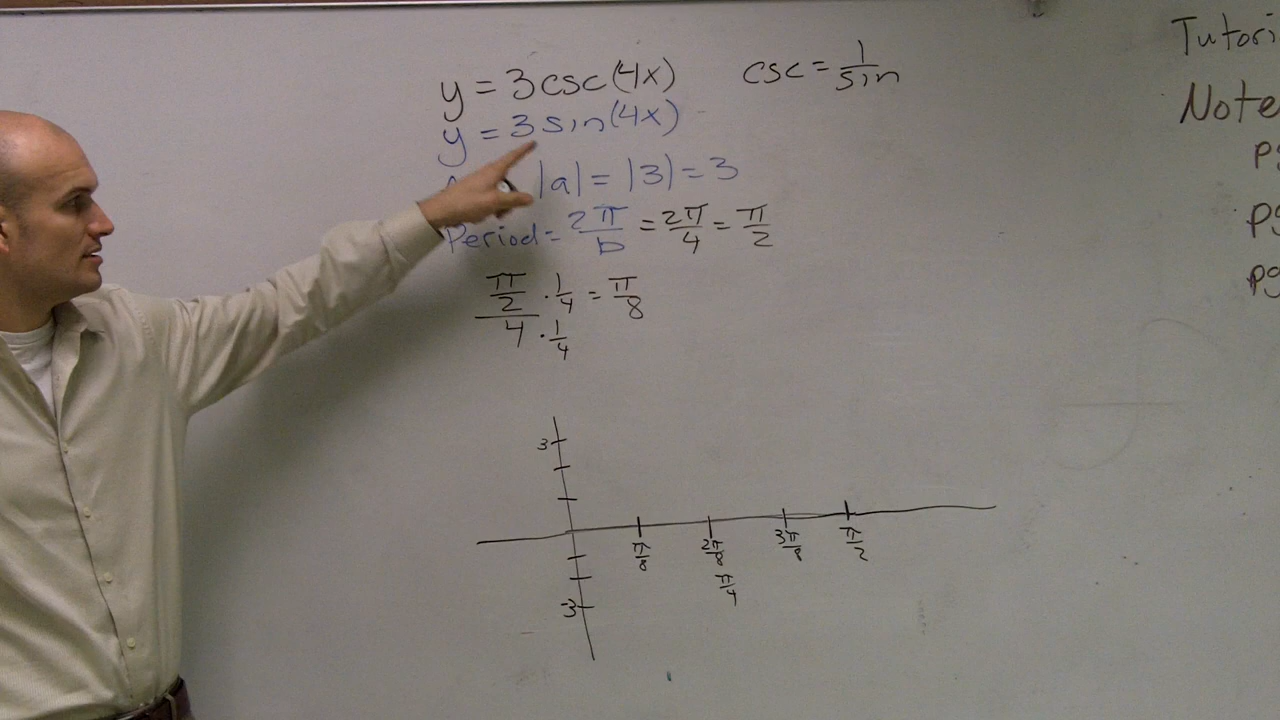 y = 3csc(4x)   csc = 1/sin
y = 3sin(4x)
|a| = |3| = 3
Period = 2π/b = 2π/4 = π/2
π/2/4 · 1/4 / · 1/4 = π/8
Tutori
Note
pg
pg
pg
3
π/8   2π/8   3π/8   π/2
π/4
-3